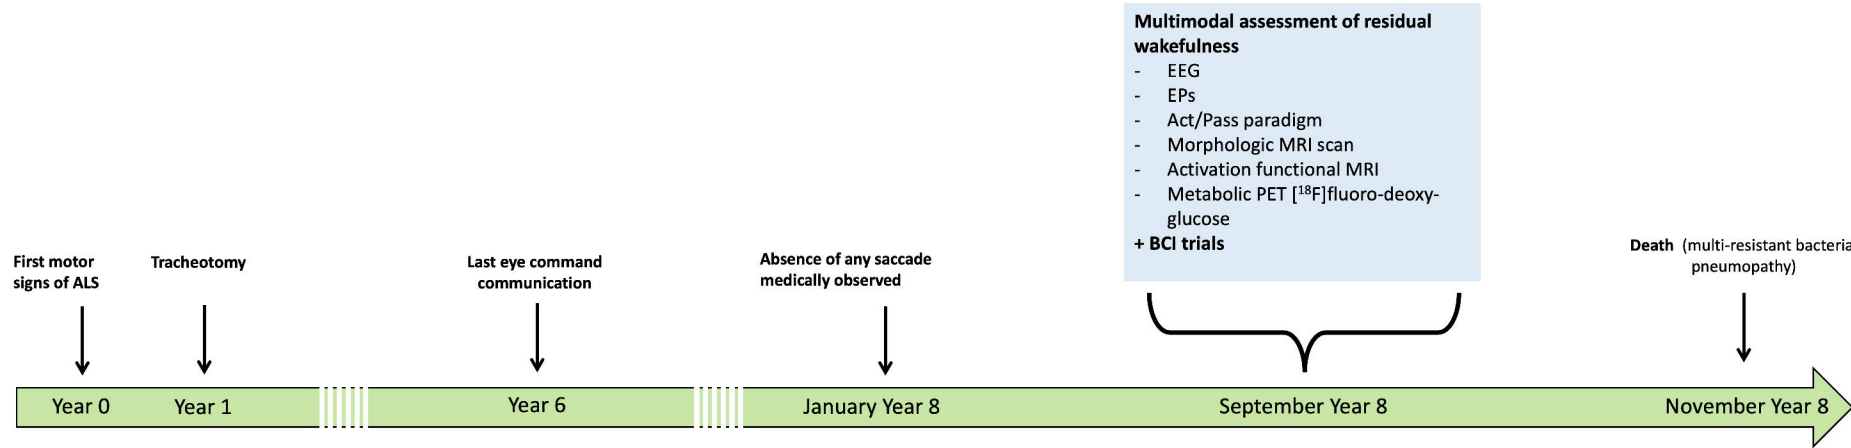 Multimodal assessment of residual
wakefulness
- EEG
- EPs
- Act/Pass paradigm
- Morphologic MRI scan
- Activation functional MRI
- Metabolic PET [¹⁸F]fluoro-deoxy-
glucose
+ BCI trials
First motor
signs of ALS
Tracheotomy
Last eye command
communication
Absence of any saccade
medically observed
Death (multi-resistant bacteria
pneumopathy)
Year 0
Year 1
Year 6
January Year 8
September Year 8
November Year 8